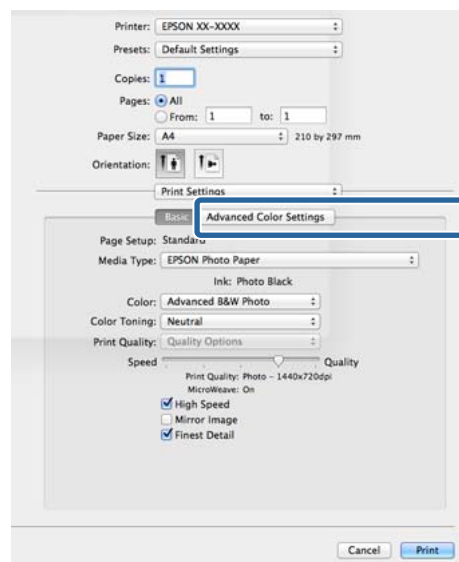 Printer: EPSON XX-XXXX
Presets: Default Settings
Copies: 1
Pages: All
From: 1 to: 1
Paper Size: A4 210 by 297 mm
Orientation:
Print Settings
Basic Advanced Color Settings
Page Setup: Standard
Media Type: EPSON Photo Paper
Ink: Photo Black
Color: Advanced B&W Photo
Color Toning: Neutral
Print Quality: Quality Options
Speed Quality
Print Quality: Photo - 1440x720dpi
MicroWeave: On
High Speed
Mirror Image
Finest Detail
Cancel Print